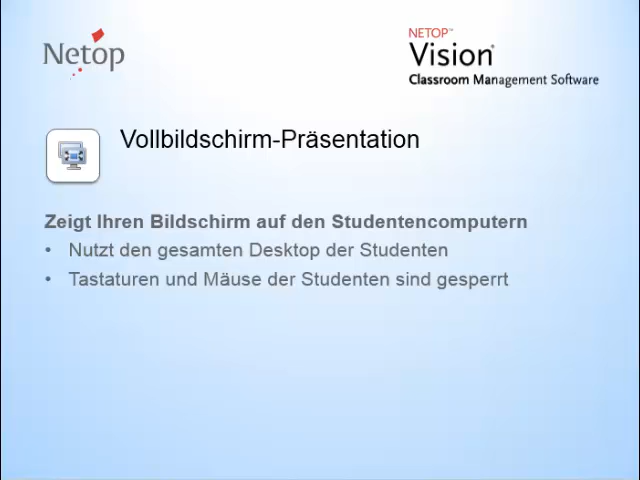 Netop
NETOP™
Vision®
Classroom Management Software
Vollbildschirm-Präsentation
Zeigt Ihren Bildschirm auf den Studentencomputern
• Nutzt den gesamten Desktop der Studenten
• Tastaturen und Mäuse der Studenten sind gesperrt